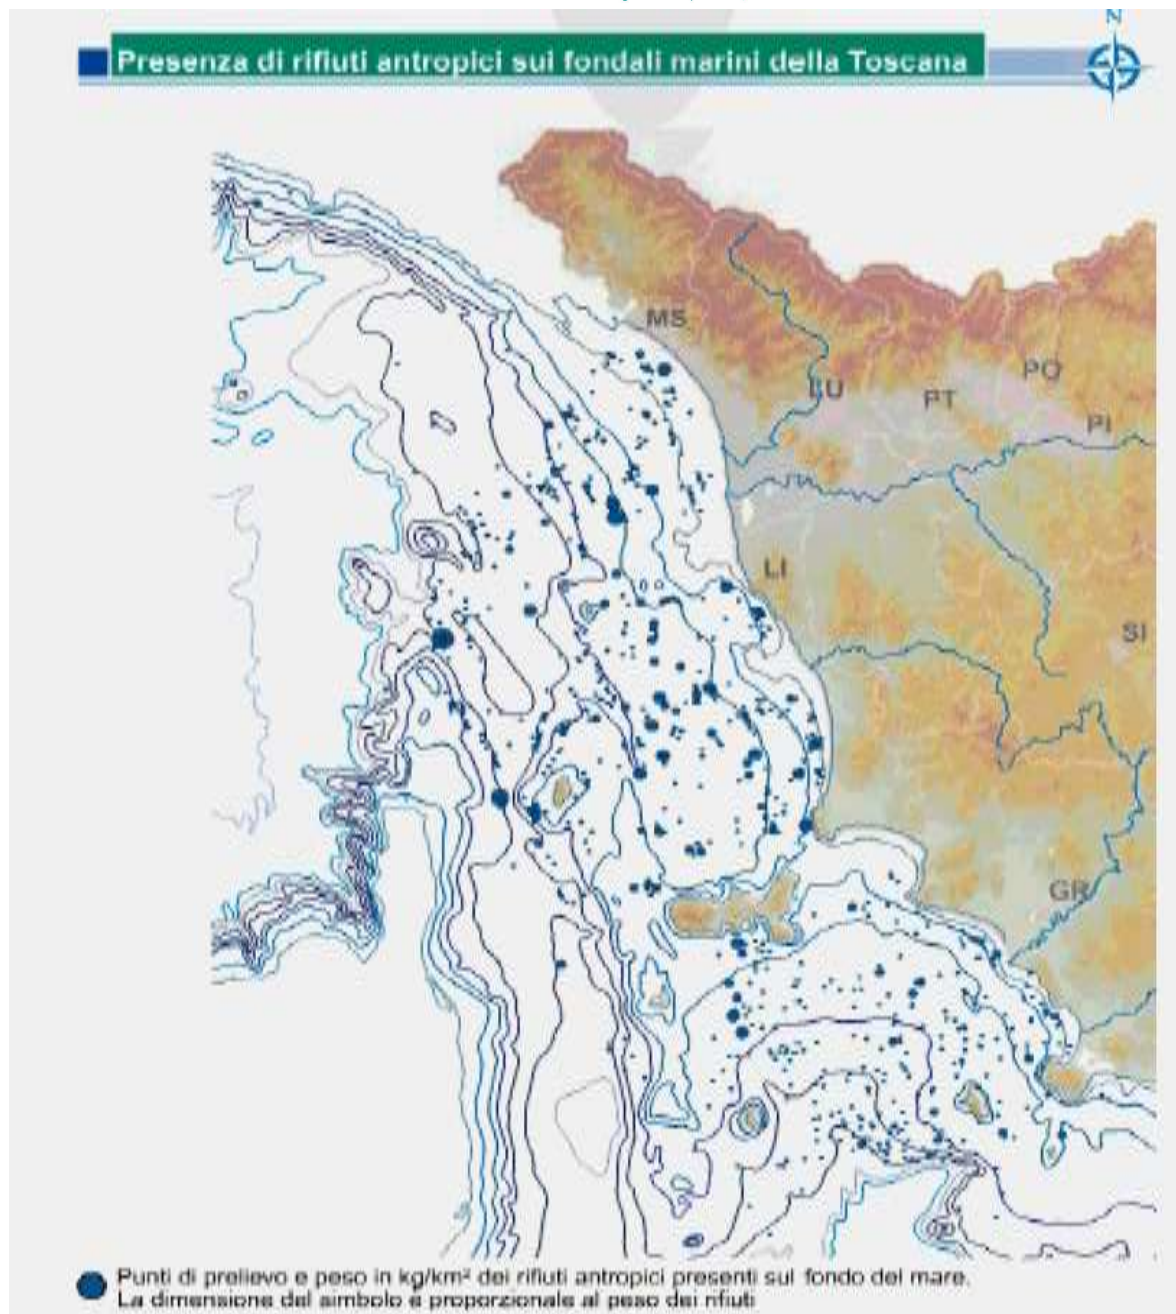 N
Presenza di rifiuti antropici sui fondali marini della Toscana
MS
LU
PT
PO
PI
LI
SI
GR
Punti di prelievo e peso in kg/km² dei rifiuti antropici presenti sul fondo del mare.
La dimensione del simbolo è proporzionale al peso dei rifiuti